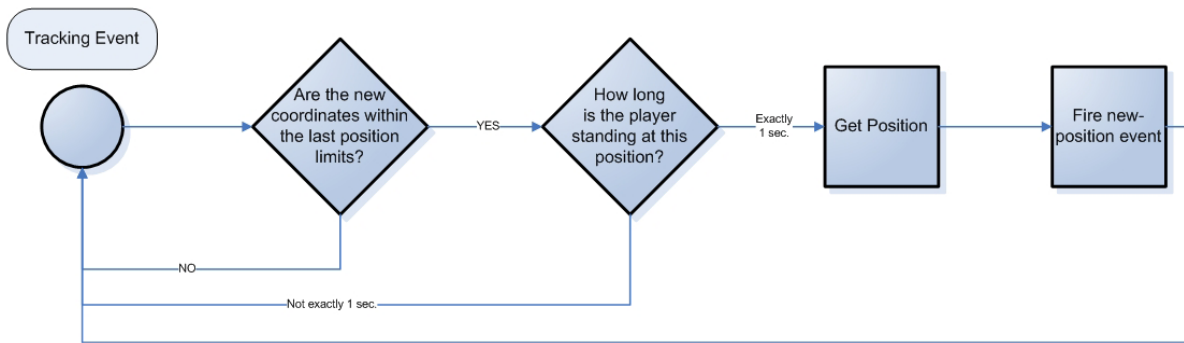 Tracking Event
Are the new
coordinates within
the last position
limits?
YES
How long
is the player
standing at this
position?
Exactly
1 sec.
Get Position
Fire new-
position event
NO
Not exactly 1 sec.